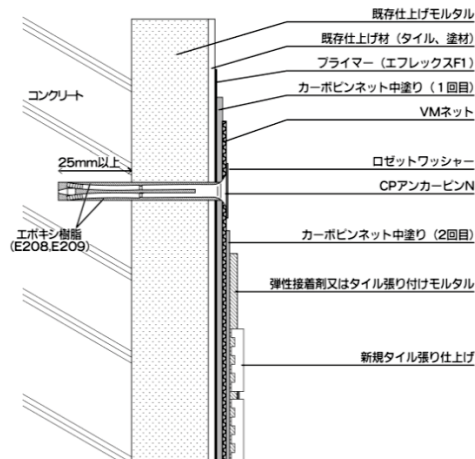 既存仕上げモルタル
既存仕上げ材（タイル、塗材）
プライマー（エフレックスF1）
カーボピンネット中塗り（１回目）
VMネット
コンクリート
25mm以上
ロゼットワッシャー
CPアンカーピンN
エポキシ樹脂
（E208,E209）
カーボピンネット中塗り（2回目）
弾性接着剤又はタイル張り付けモルタル
新規タイル張り仕上げ